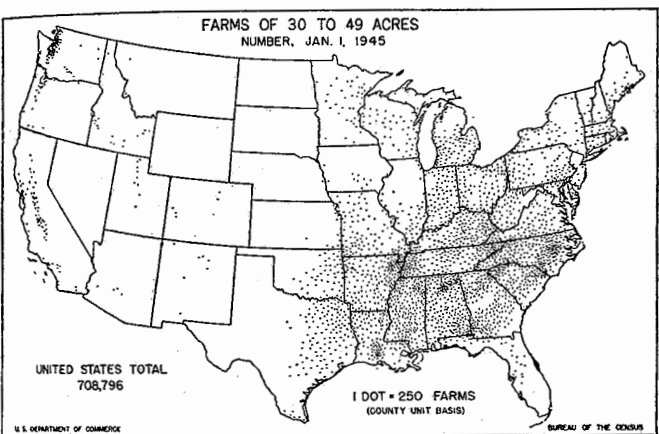 FARMS OF 30 TO 49 ACRES
NUMBER, JAN. 1, 1945
UNITED STATES TOTAL
708,796
1 DOT = 250 FARMS
(COUNTY UNIT BASIS)
U. S. DEPARTMENT OF COMMERCE
BUREAU OF THE CENSUS